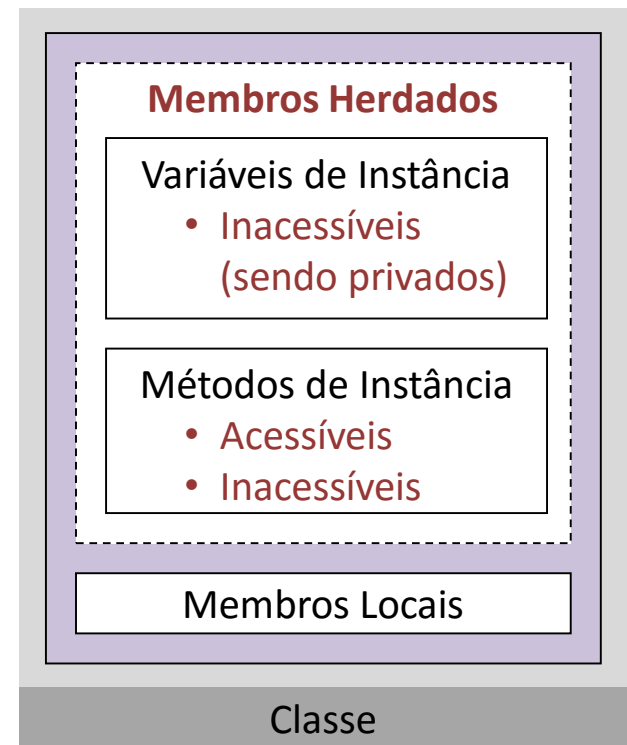 Membros Herdados
Variáveis de Instância
• Inacessíveis
(sendo privados)
Métodos de Instância
• Acessíveis
• Inacessíveis
Membros Locais
Classe